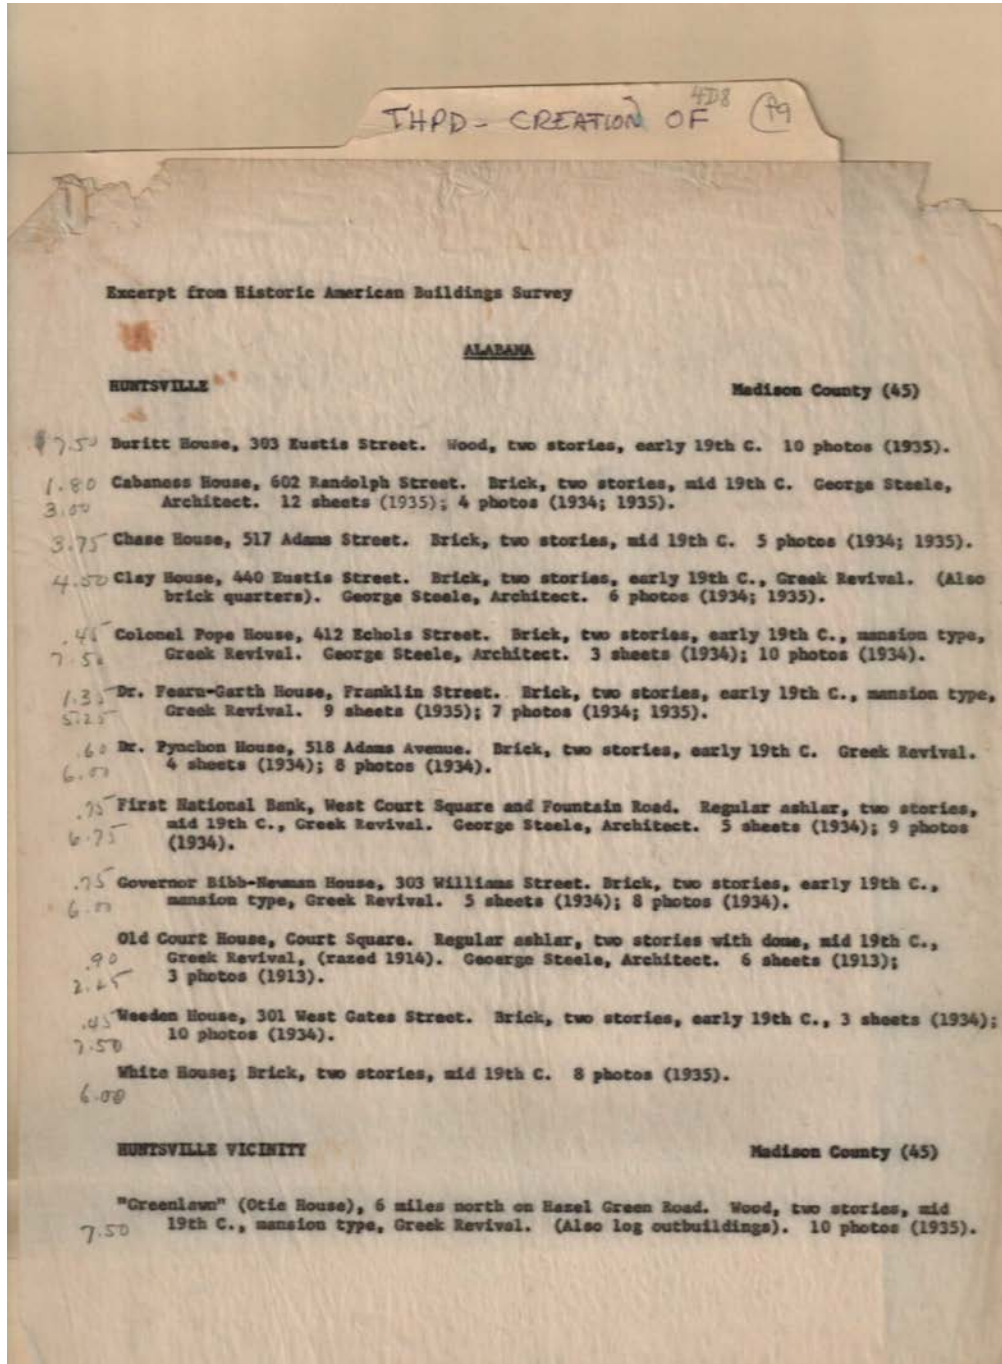 4D8
THPD - CREATION OF
P9
Excerpt from Historic American Buildings Survey
ALABAMA
HUNTSVILLE Madison County (45)
$7.50 Buritt House, 303 Eustis Street. Wood, two stories, early 19th C. 10 photos (1935).
1.80 Cabaness House, 602 Randolph Street. Brick, two stories, mid 19th C. George Steele,
3.00 Architect. 12 sheets (1935); 4 photos (1934; 1935).
3.75 Chase House, 517 Adams Street. Brick, two stories, mid 19th C. 5 photos (1934; 1935).
4.50 Clay House, 440 Eustis Street. Brick, two stories, early 19th C., Greek Revival. (Also
brick quarters). George Steele, Architect. 6 photos (1934; 1935).
.45 Colonel Pope House, 412 Echols Street. Brick, two stories, early 19th C., mansion type,
7.50 Greek Revival. George Steele, Architect. 3 sheets (1934); 10 photos (1934).
1.35 Dr. Fearn-Garth House, Franklin Street. Brick, two stories, early 19th C., mansion type,
5.25 Greek Revival. 9 sheets (1935); 7 photos (1934; 1935).
.60 Dr. Pynchon House, 518 Adams Avenue. Brick, two stories, early 19th C. Greek Revival.
6.00 4 sheets (1934); 8 photos (1934).
.75 First National Bank, West Court Square and Fountain Road. Regular ashlar, two stories,
6.75 mid 19th C., Greek Revival. George Steele, Architect. 5 sheets (1934); 9 photos
(1934).
.75 Governor Bibb-Newman House, 303 Williams Street. Brick, two stories, early 19th C.,
6.00 mansion type, Greek Revival. 5 sheets (1934); 8 photos (1934).
Old Court House, Court Square. Regular ashlar, two stories with dome, mid 19th C.,
.90 Greek Revival, (razed 1914). Geoerge Steele, Architect. 6 sheets (1913);
2.25 3 photos (1913).
.45 Weeden House, 301 West Gates Street. Brick, two stories, early 19th C., 3 sheets (1934);
7.50 10 photos (1934).
White House; Brick, two stories, mid 19th C. 8 photos (1935).
6.00
HUNTSVILLE VICINITY Madison County (45)
"Greenlawn" (Otie House), 6 miles north on Hazel Green Road. Wood, two stories, mid
7.50 19th C., mansion type, Greek Revival. (Also log outbuildings). 10 photos (1935).